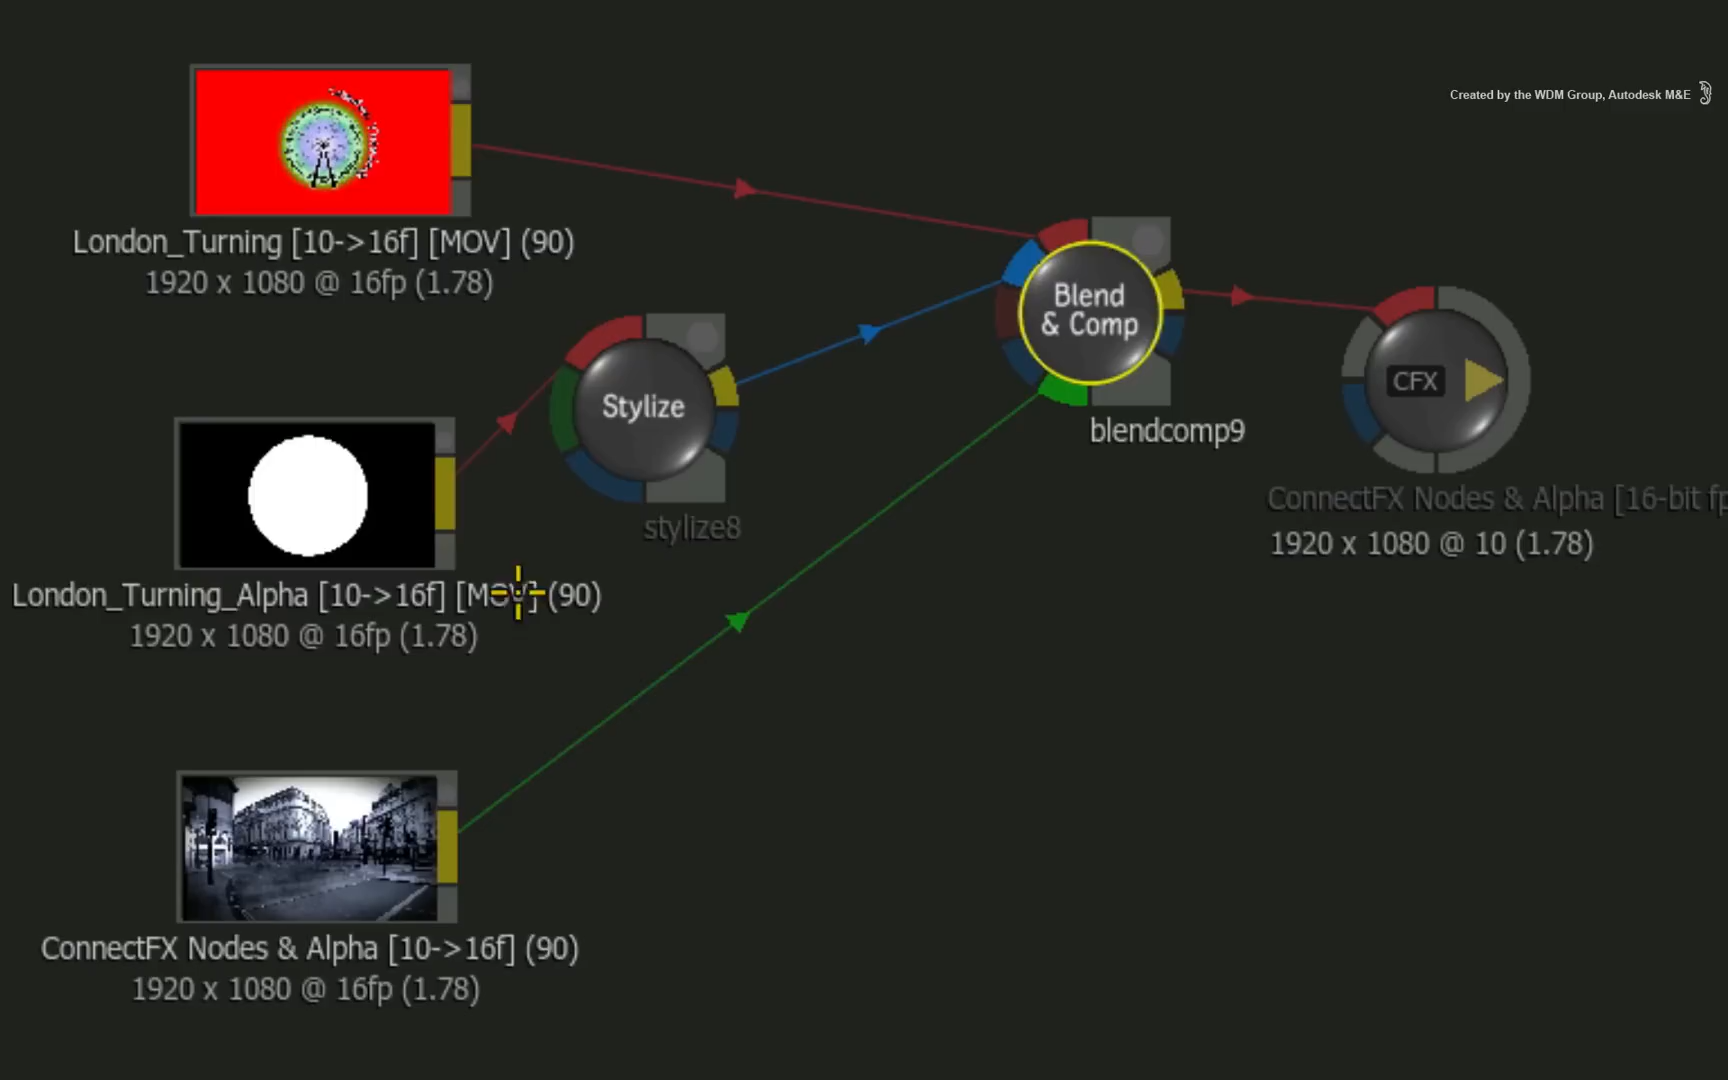 Created by the WDM Group, Autodesk M&E
London_Turning [10->16f] [MOV] (90)
1920 x 1080 @ 16fp (1.78)
Blend
& Comp
blendcomp9
CFX
ConnectFX Nodes & Alpha [16-bit fp
1920 x 1080 @ 10 (1.78)
Stylize
stylize8
London_Turning_Alpha [10->16f] [MOV] (90)
1920 x 1080 @ 16fp (1.78)
ConnectFX Nodes & Alpha [10->16f] (90)
1920 x 1080 @ 16fp (1.78)